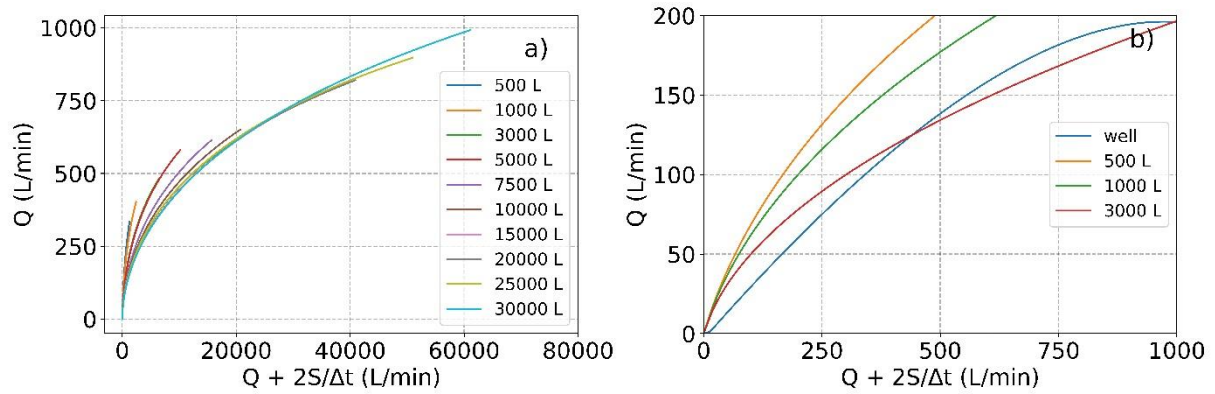 a)
1000
750
500
250
0
Q (L/min)
500 L
1000 L
3000 L
5000 L
7500 L
10000 L
15000 L
20000 L
25000 L
30000 L
0 20000 40000 60000 80000
Q + 2S/Δt (L/min)
b)
200
150
100
50
0
Q (L/min)
well
500 L
1000 L
3000 L
0 250 500 750 1000
Q + 2S/Δt (L/min)